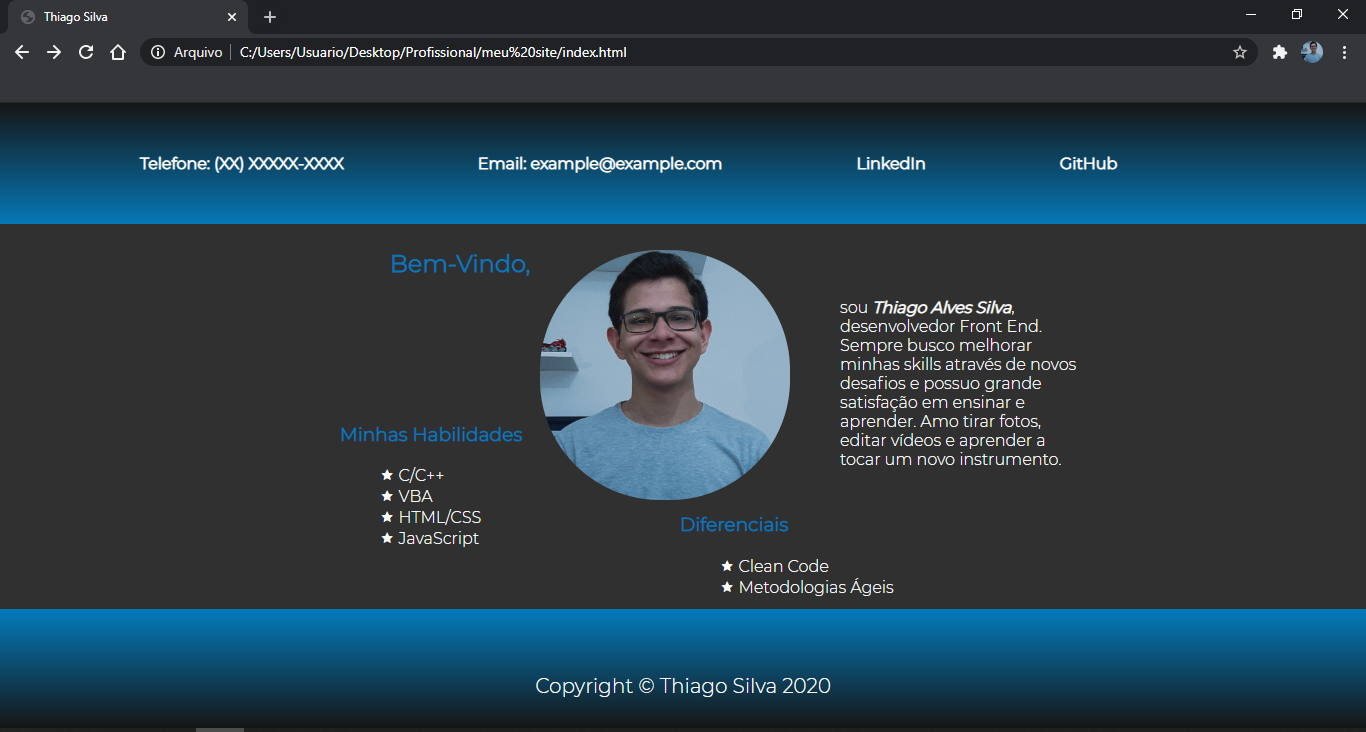 Thiago Silva
Arquivo
C:/Users/Usuario/Desktop/Profissional/meu%20site/index.html
Telefone: (XX) XXXXX-XXXX
Email: example@example.com
LinkedIn
GitHub
Bem-Vindo,
sou Thiago Alves Silva,
desenvolvedor Front End.
Sempre busco melhorar
minhas skills através de novos
desafios e possuo grande
satisfação em ensinar e
aprender. Amo tirar fotos,
editar vídeos e aprender a
tocar um novo instrumento.
Minhas Habilidades
C/C++
VBA
HTML/CSS
JavaScript
Diferenciais
Clean Code
Metodologias Ágeis
Copyright © Thiago Silva 2020